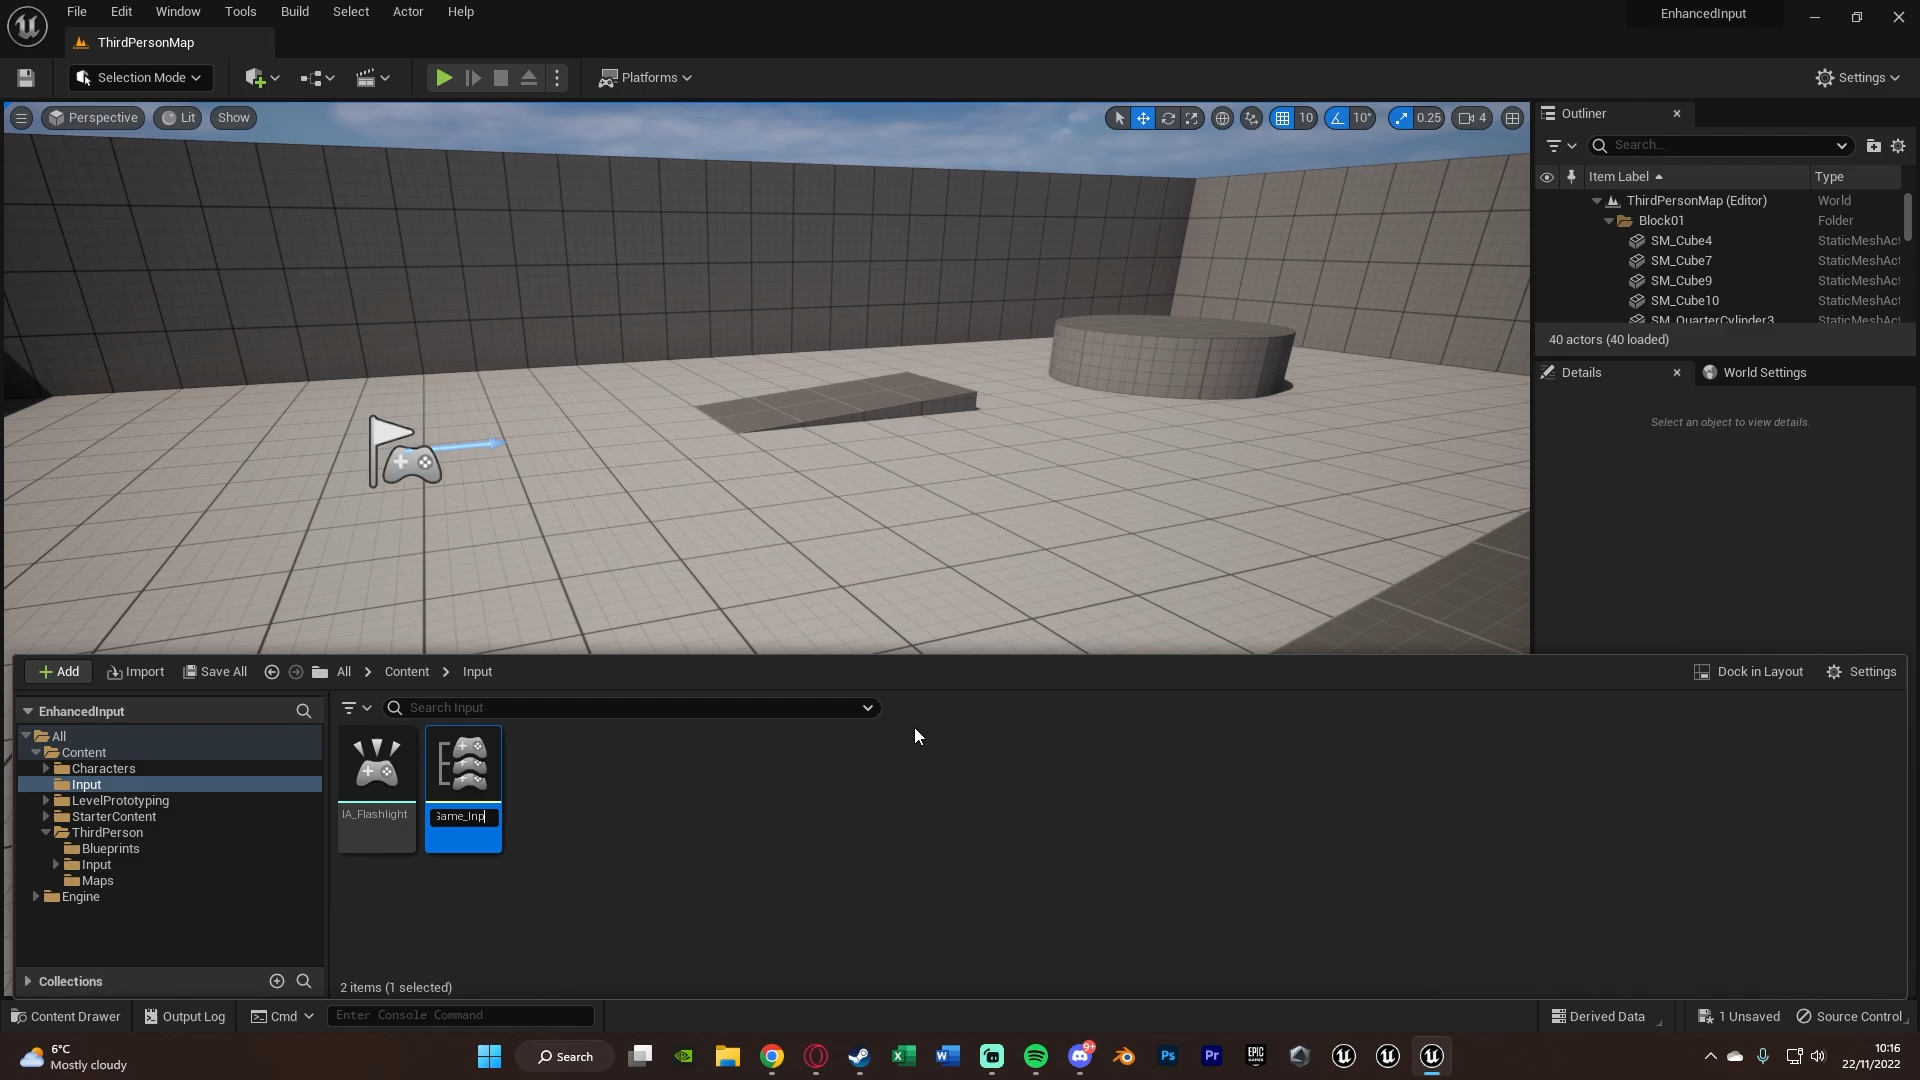 File Edit Window Tools Build Select Actor Help
EnhancedInput
ThirdPersonMap
Selection Mode
Platforms
Settings
Perspective
Lit
Show
10
10°
0.25
4
Outliner
Search...
Item Label
Type
ThirdPersonMap (Editor) World
Block01 Folder
SM_Cube4 StaticMeshAct
SM_Cube7 StaticMeshAct
SM_Cube9 StaticMeshAct
SM_Cube10 StaticMeshAct
SM_QuarterCylinder3 StaticMeshAct
40 actors (40 loaded)
Details
World Settings
Select an object to view details.
Add
Import
Save All
All
Content
Input
Dock in Layout
Settings
EnhancedInput
Search Input
All
Content
Characters
Input
LevelPrototyping
StarterContent
ThirdPerson
Blueprints
Input
Maps
Engine
IA_Flashlight
Game_Inp
Collections
2 items (1 selected)
Content Drawer
Output Log
Cmd
Enter Console Command
Derived Data
1 Unsaved
Source Control
6°C
Mostly cloudy
Search
9+
Ps
Pr
EPIC
GAMES
10:16
22/11/2022